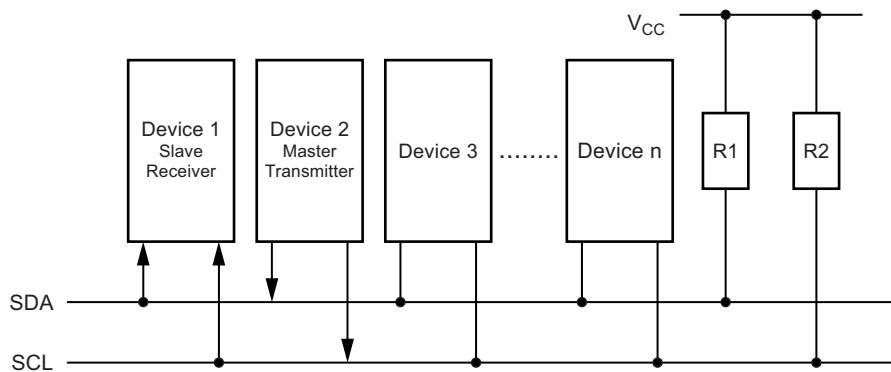 V_CC
Device 1
Slave
Receiver
Device 2
Master
Transmitter
Device 3
........
Device n
R1
R2
SDA
SCL